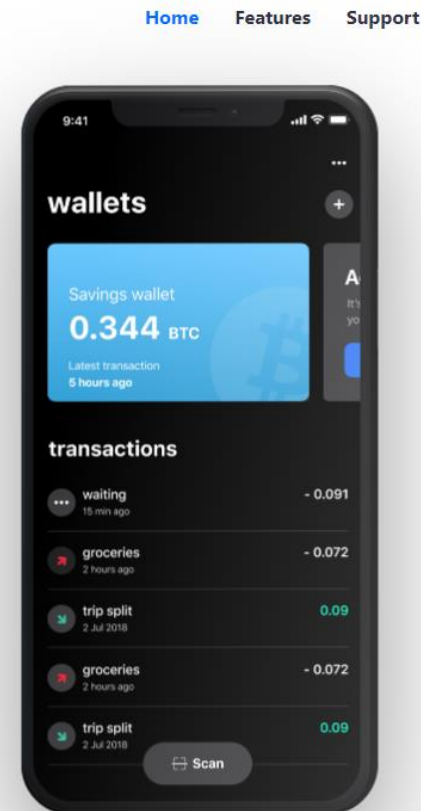 Home Features Support
9:41
•••
wallets
+
Savings wallet
0.344 BTC
Latest transaction
5 hours ago
It's
transactions
waiting - 0.091
15 min ago
groceries - 0.072
2 hours ago
trip split 0.09
2 Jul 2018
groceries - 0.072
2 hours ago
trip split 0.09
2 Jul 2018
Scan